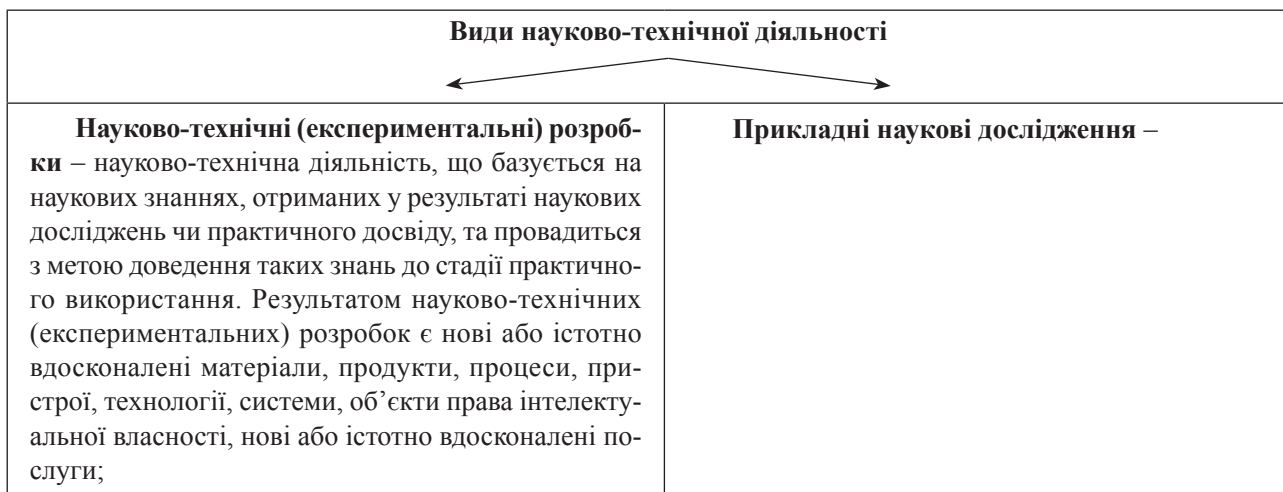 Види науково-технічної діяльності
Науково-технічні (експериментальні) розроб-
ки – науково-технічна діяльність, що базується на
наукових знаннях, отриманих у результаті наукових
досліджень чи практичного досвіду, та провадиться
з метою доведення таких знань до стадії практично-
го використання. Результатом науково-технічних
(експериментальних) розробок є нові або істотно
вдосконалені матеріали, продукти, процеси, при-
строї, технології, системи, об’єкти права інтелекту-
альної власності, нові або істотно вдосконалені по-
слуги;
Прикладні наукові дослідження –